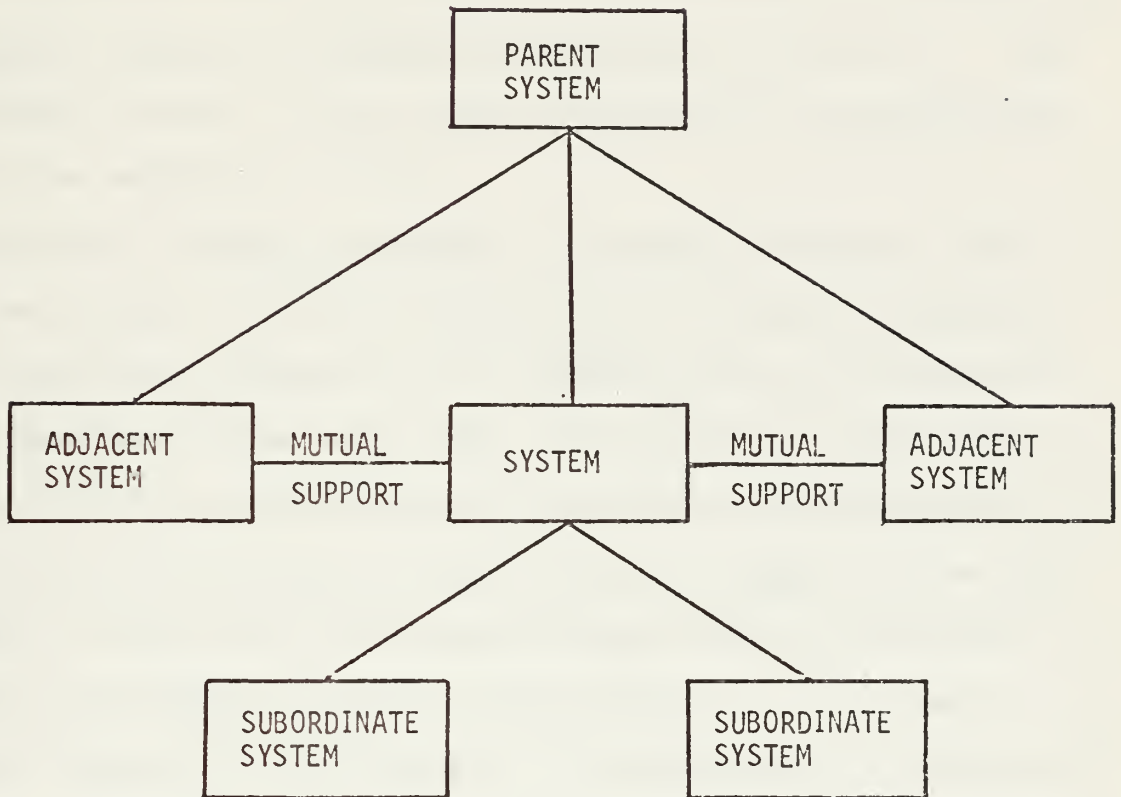 PARENT
SYSTEM
ADJACENT
SYSTEM
MUTUAL
SUPPORT
SYSTEM
MUTUAL
SUPPORT
ADJACENT
SYSTEM
SUBORDINATE
SYSTEM
SUBORDINATE
SYSTEM